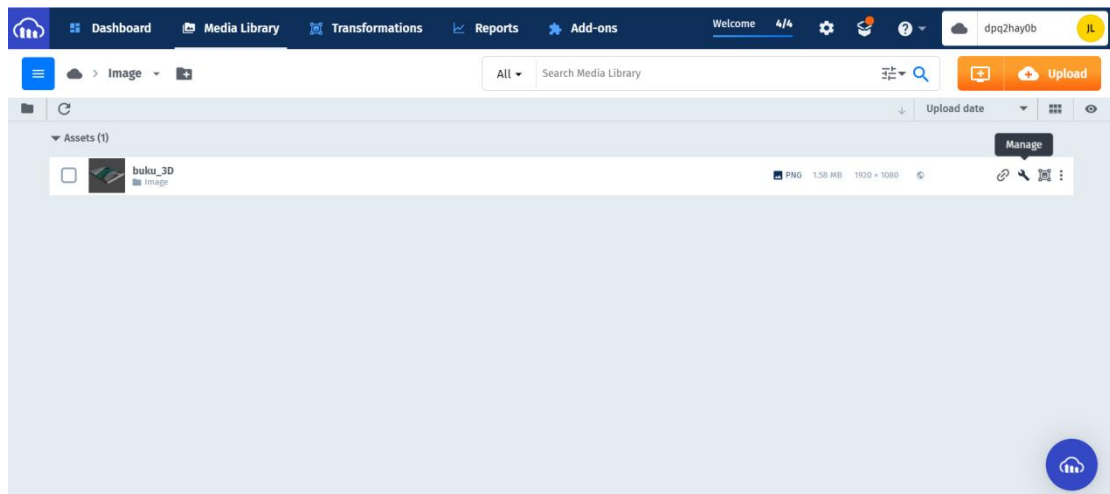 Dashboard Media Library Transformations Reports Add-ons Welcome 4/4 dpq2hay0b JL
Image All Search Media Library Upload
Upload date
Assets (1)
Manage
buku_3D PNG 1.58 MB 1920 × 1080
Image